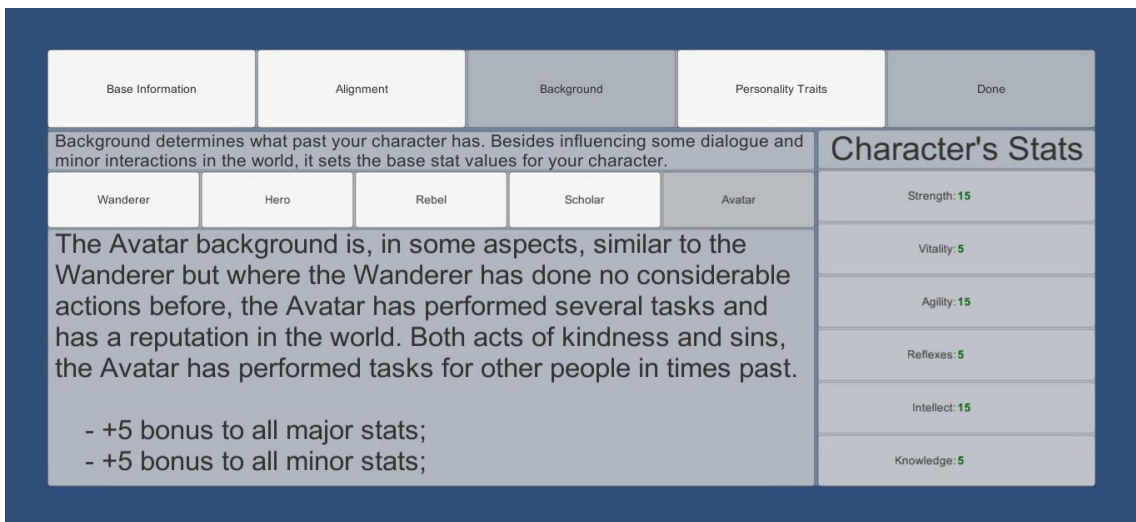 Base Information
Alignment
Background
Personality Traits
Done
Background determines what past your character has. Besides influencing some dialogue and
minor interactions in the world, it sets the base stat values for your character.
Wanderer
Hero
Rebel
Scholar
Avatar
The Avatar background is, in some aspects, similar to the
Wanderer but where the Wanderer has done no considerable
actions before, the Avatar has performed several tasks and
has a reputation in the world. Both acts of kindness and sins,
the Avatar has performed tasks for other people in times past.
- +5 bonus to all major stats;
- +5 bonus to all minor stats;
Character's Stats
Strength: 15
Vitality: 5
Agility: 15
Reflexes: 5
Intellect: 15
Knowledge: 5